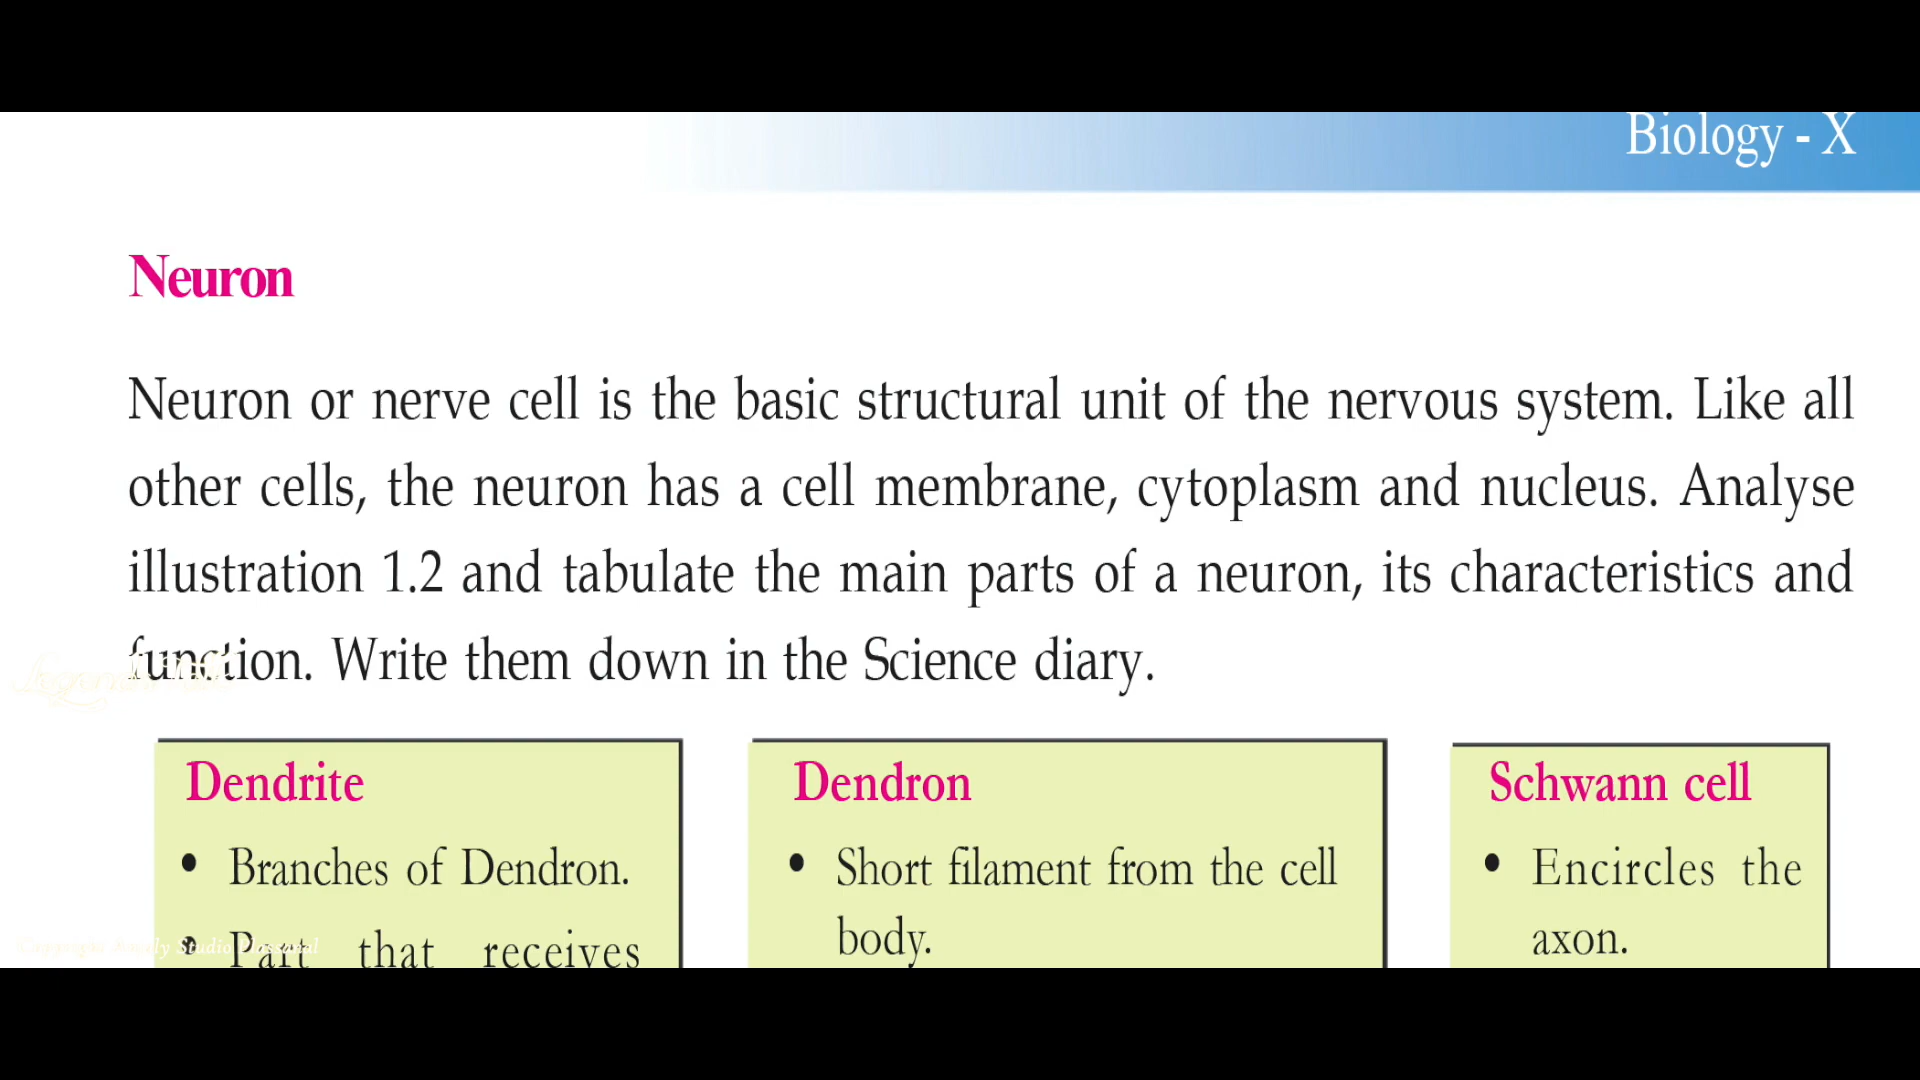 Biology - X
Neuron
Neuron or nerve cell is the basic structural unit of the nervous system. Like all
other cells, the neuron has a cell membrane, cytoplasm and nucleus. Analyse
illustration 1.2 and tabulate the main parts of a neuron, its characteristics and
function. Write them down in the Science diary.
Dendrite
• Branches of Dendron.
• Part that receives
Dendron
• Short filament from the cell
body.
Schwann cell
• Encircles the
axon.
Studio